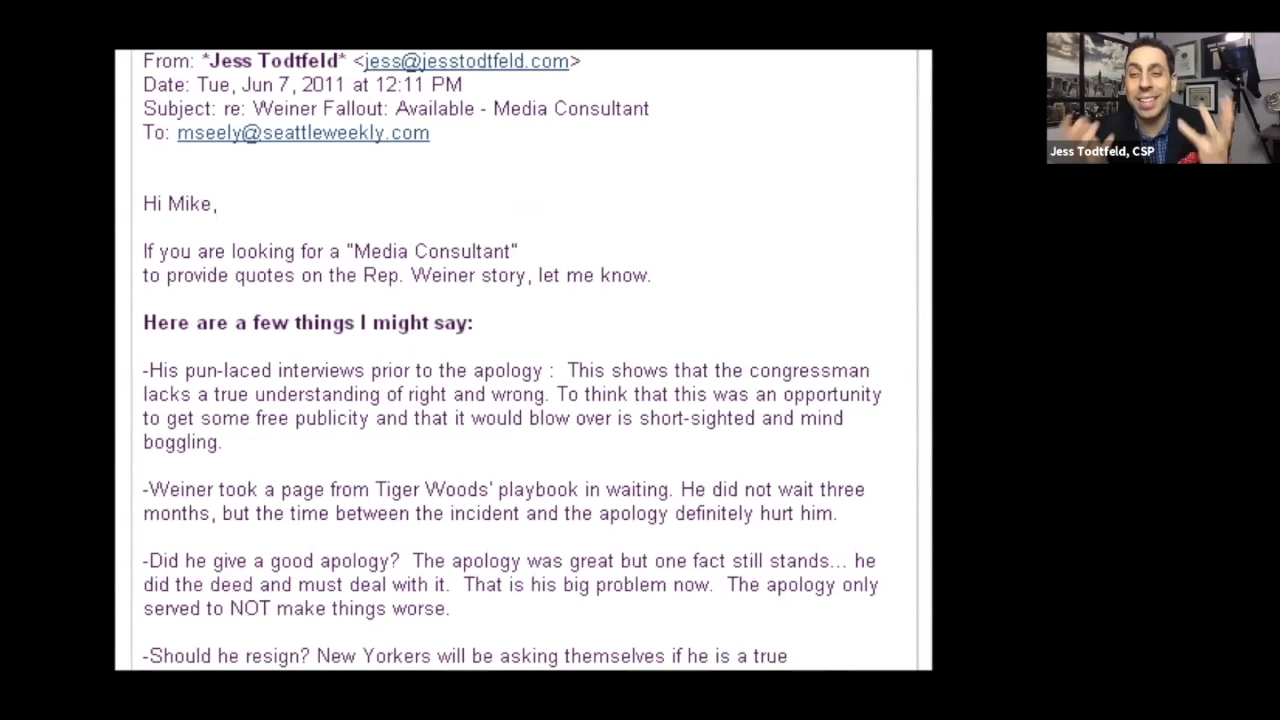 From: *Jess Todtfeld* <jess@jesstodtfeld.com>
Date: Tue, Jun 7, 2011 at 12:11 PM
Subject: re: Weiner Fallout: Available - Media Consultant
To: mseely@seattleweekly.com
Hi Mike,
If you are looking for a "Media Consultant"
to provide quotes on the Rep. Weiner story, let me know.
Here are a few things I might say:
-His pun-laced interviews prior to the apology :  This shows that the congressman
lacks a true understanding of right and wrong. To think that this was an opportunity
to get some free publicity and that it would blow over is short-sighted and mind
boggling.
-Weiner took a page from Tiger Woods' playbook in waiting. He did not wait three
months, but the time between the incident and the apology definitely hurt him.
-Did he give a good apology?  The apology was great but one fact still stands... he
did the deed and must deal with it.  That is his big problem now.  The apology only
served to NOT make things worse.
-Should he resign? New Yorkers will be asking themselves if he is a true
Jess Todtfeld, CSP